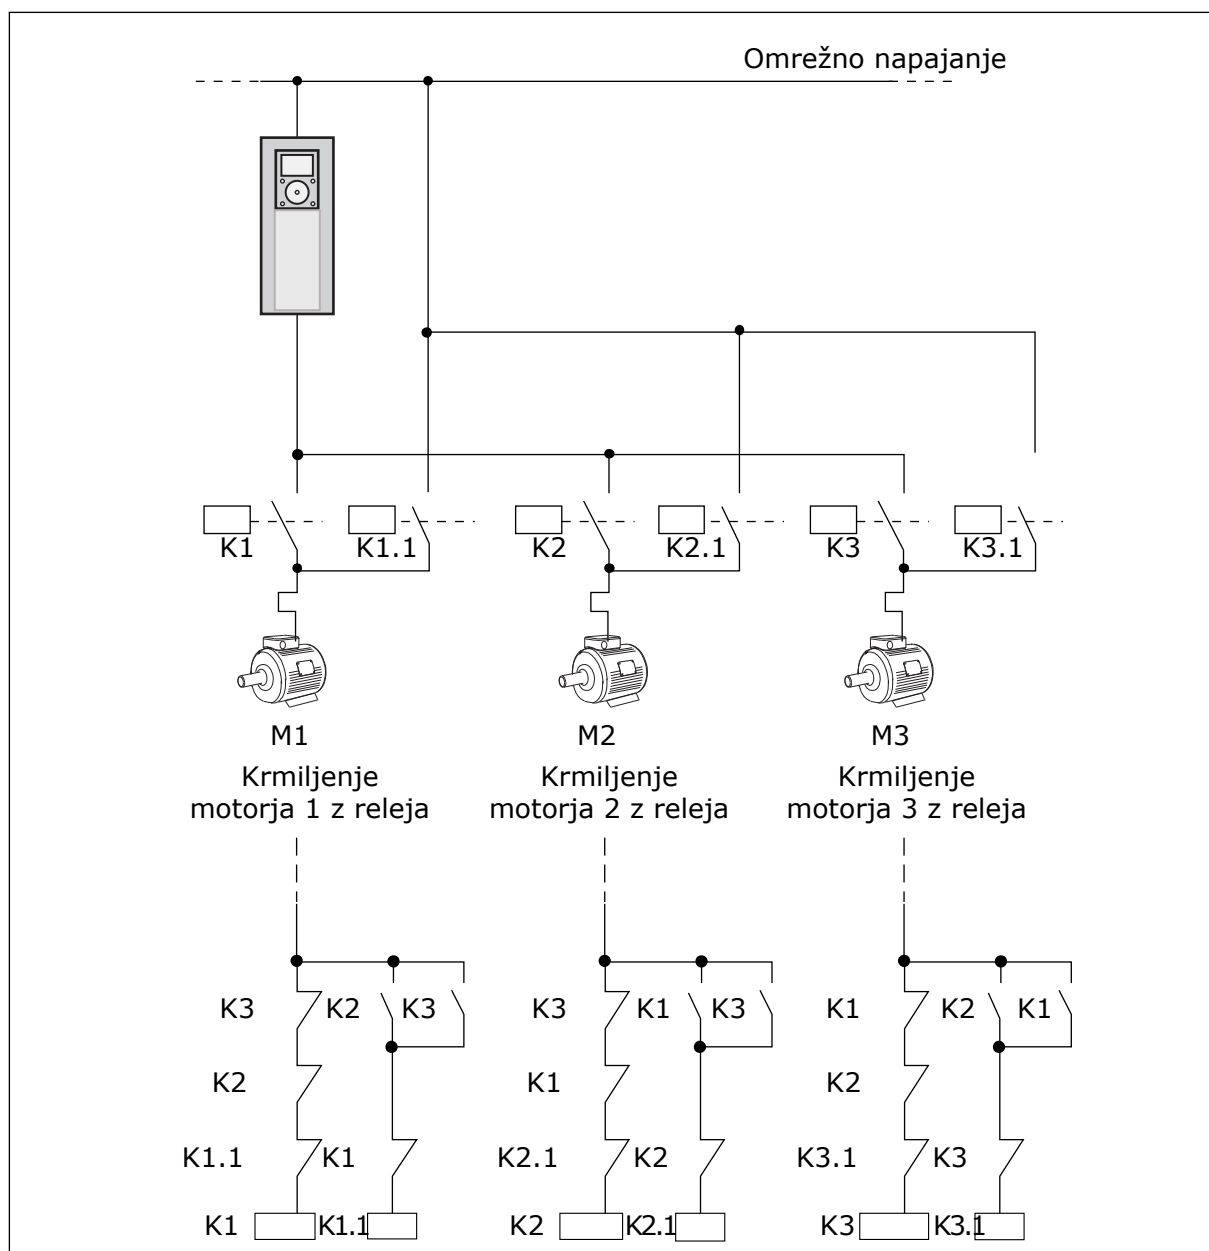 Omrežno napajanje
K1 K1.1 K2 K2.1 K3 K3.1
M1 M2 M3
Krmiljenje Krmiljenje Krmiljenje
motorja 1 z releja motorja 2 z releja motorja 3 z releja
K3 K2 K3 K3 K1 K3 K1 K2 K1
K2 K1 K2
K1.1 K1 K2.1 K2 K3.1 K3
K1 K1.1 K2 K2.1 K3 K3.1